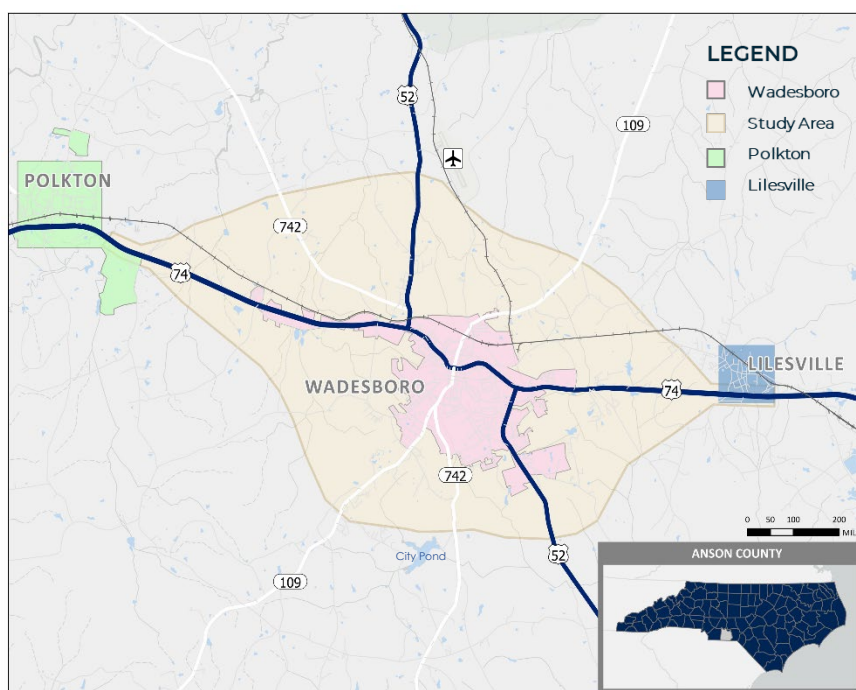 LEGEND
Wadesboro
Study Area
Polkton
Lilesville
52
109
POLKTON
742
74
LILESVILLE
WADESBORO
74
742
0 50 100 200
MIL
City Pond
52
ANSON COUNTY
109